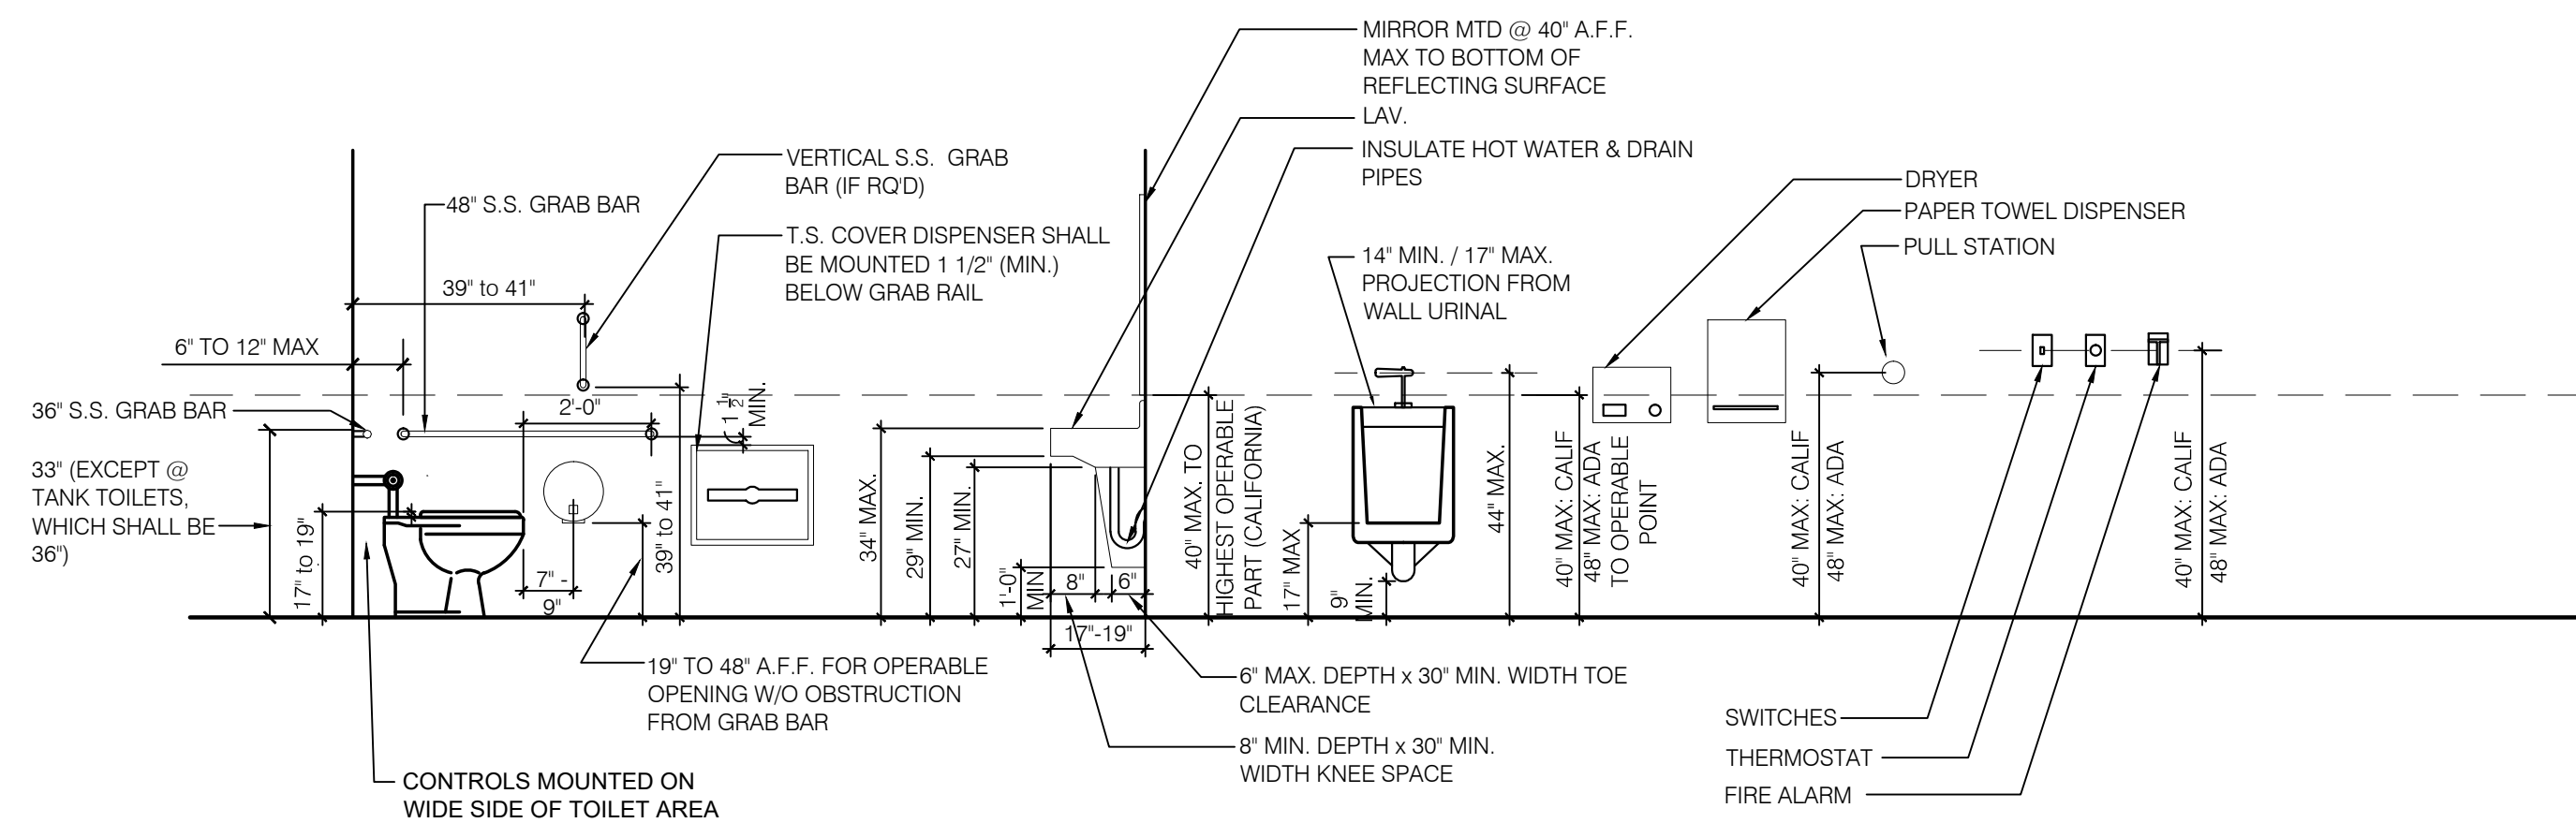 MIRROR MTD @ 40" A.F.F.
MAX TO BOTTOM OF
REFLECTING SURFACE
LAV.
INSULATE HOT WATER & DRAIN
PIPES
VERTICAL S.S. GRAB
BAR (IF RQ'D)
48" S.S. GRAB BAR
T.S. COVER DISPENSER SHALL
BE MOUNTED 1 1/2" (MIN.)
BELOW GRAB RAIL
39" to 41"
6" TO 12" MAX
36" S.S. GRAB BAR
33" (EXCEPT @
TANK TOILETS,
WHICH SHALL BE
36")
17" to 19"
2'-0"
1 1/2"
MIN.
7" -
9"
39" to 41"
19" TO 48" A.F.F. FOR OPERABLE
OPENING W/O OBSTRUCTION
FROM GRAB BAR
CONTROLS MOUNTED ON
WIDE SIDE OF TOILET AREA
34" MAX.
29" MIN.
27" MIN.
1'-0"
MIN
8"
6"
17"-19"
40" MAX. TO
HIGHEST OPERABLE
PART (CALIFORNIA)
6" MAX. DEPTH x 30" MIN. WIDTH TOE
CLEARANCE
8" MIN. DEPTH x 30" MIN.
WIDTH KNEE SPACE
14" MIN. / 17" MAX.
PROJECTION FROM
WALL URINAL
17" MAX
9"
MIN.
44" MAX.
DRYER
PAPER TOWEL DISPENSER
PULL STATION
40" MAX: CALIF
48" MAX: ADA
TO OPERABLE
POINT
40" MAX: CALIF
48" MAX: ADA
40" MAX: CALIF
48" MAX: ADA
SWITCHES
THERMOSTAT
FIRE ALARM